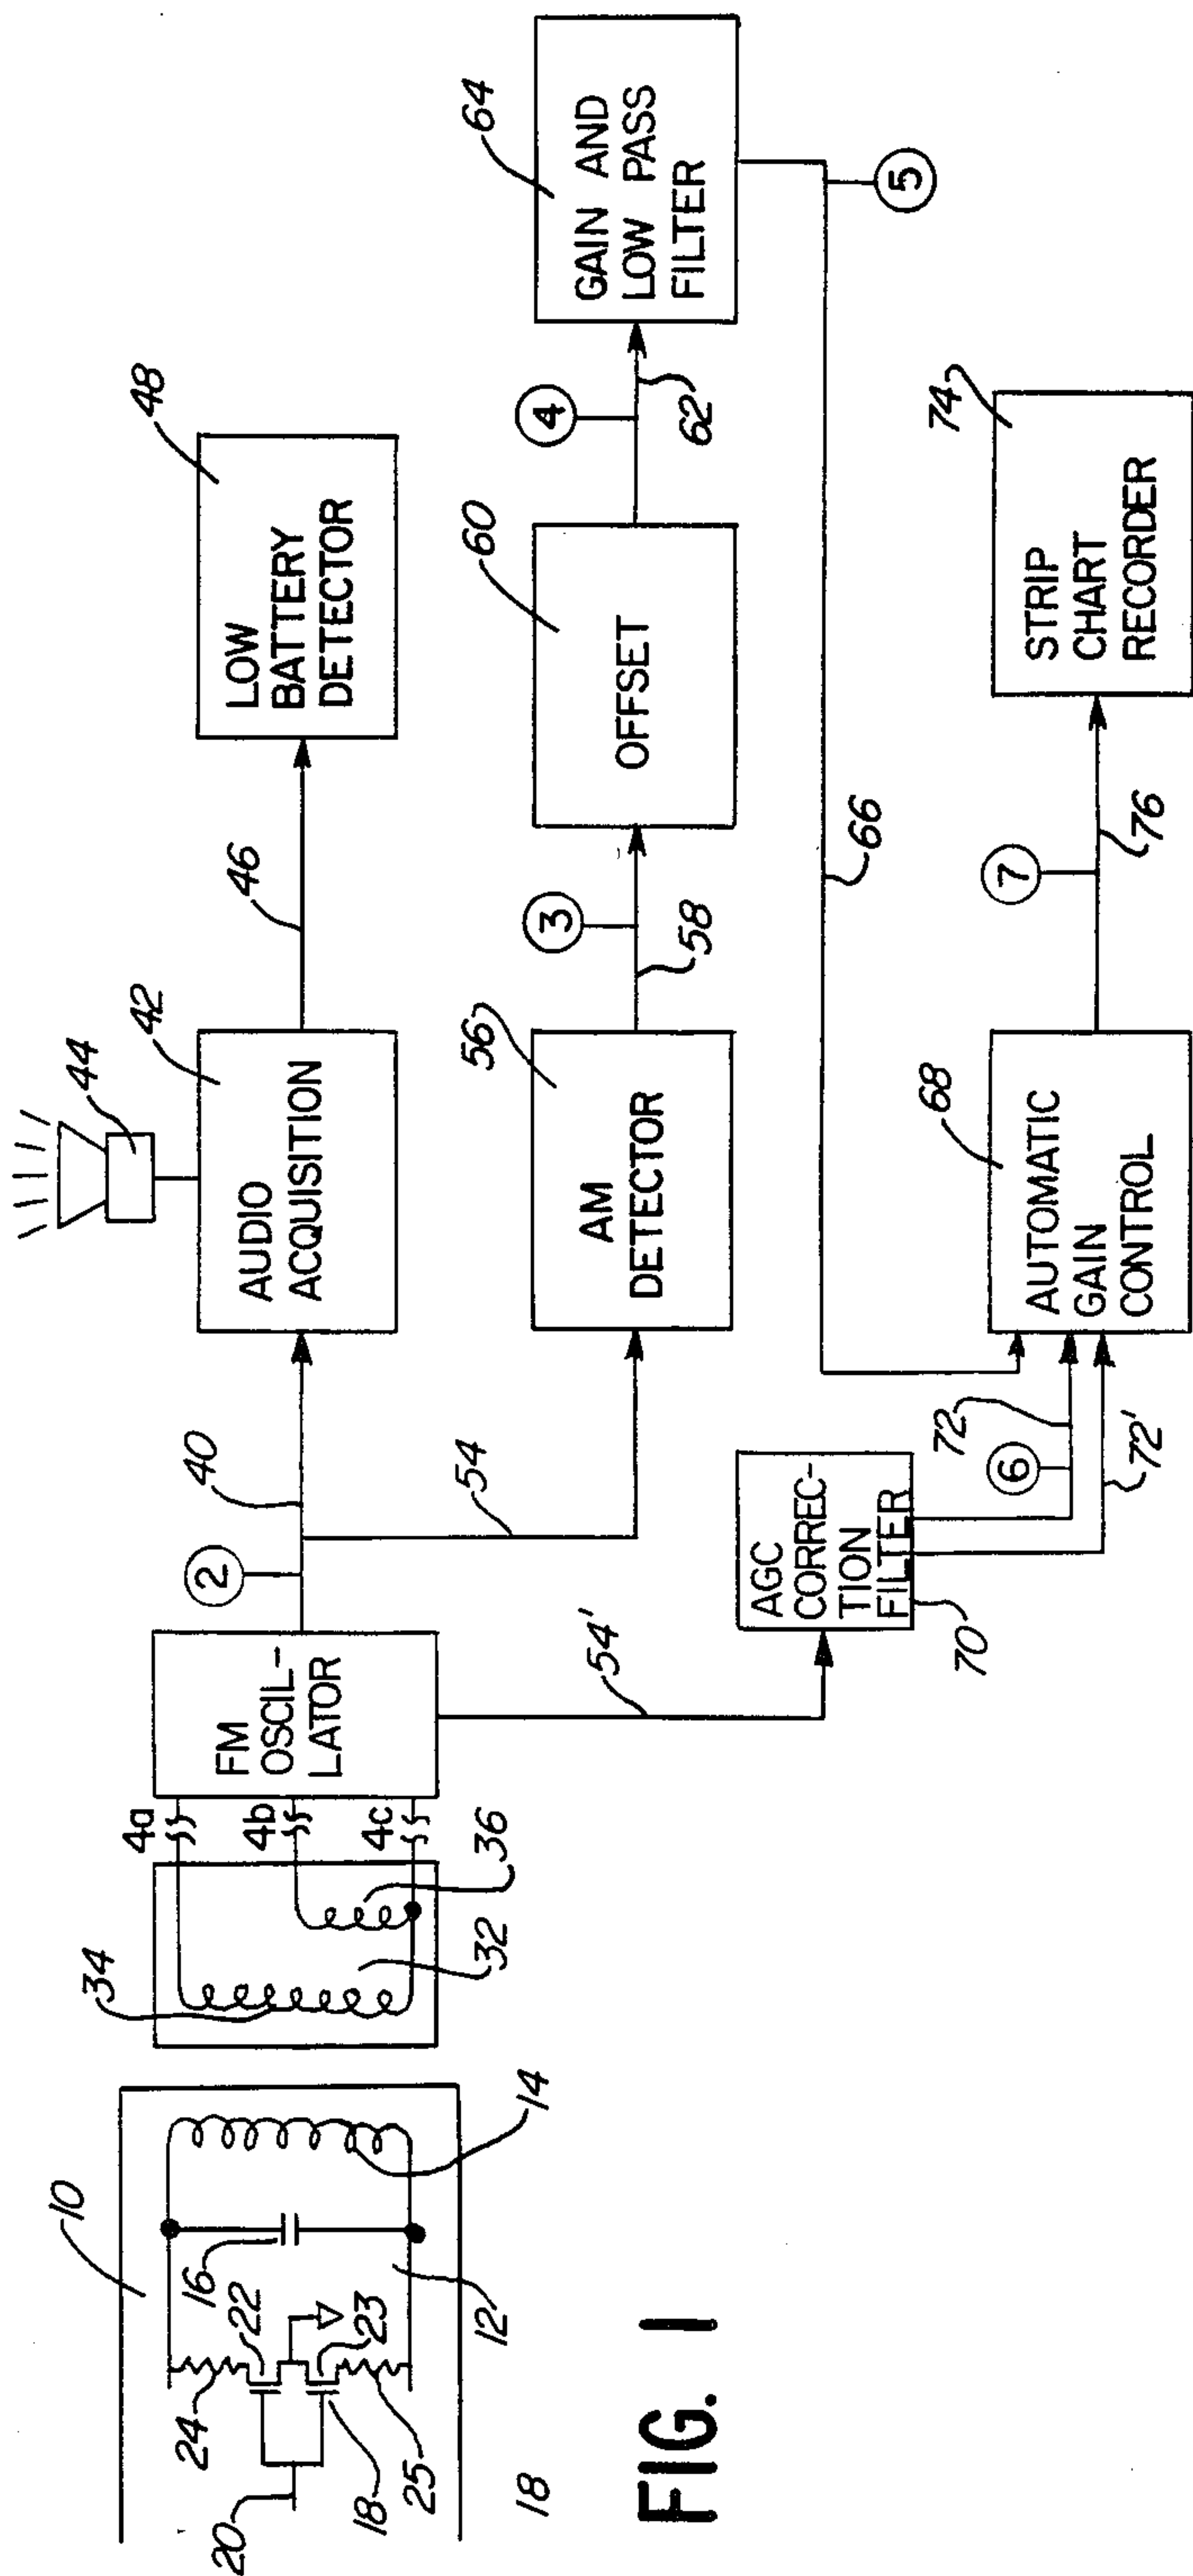 10
14
16
12
22
23
24
25
20
18
18
34
32
36
4a
4b
4c
FM
OSCIL-
LATOR
2
40
54
54'
AUDIO
ACQUISITION
42
44
46
LOW
BATTERY
DETECTOR
48
AM
DETECTOR
56
3
58
OFFSET
60
4
62
GAIN AND
LOW PASS
FILTER
64
5
66
AGC
CORREC-
TION
FILTER
70
72
6
72'
AUTOMATIC
GAIN
CONTROL
68
7
76
STRIP
CHART
RECORDER
74
FIG. 1